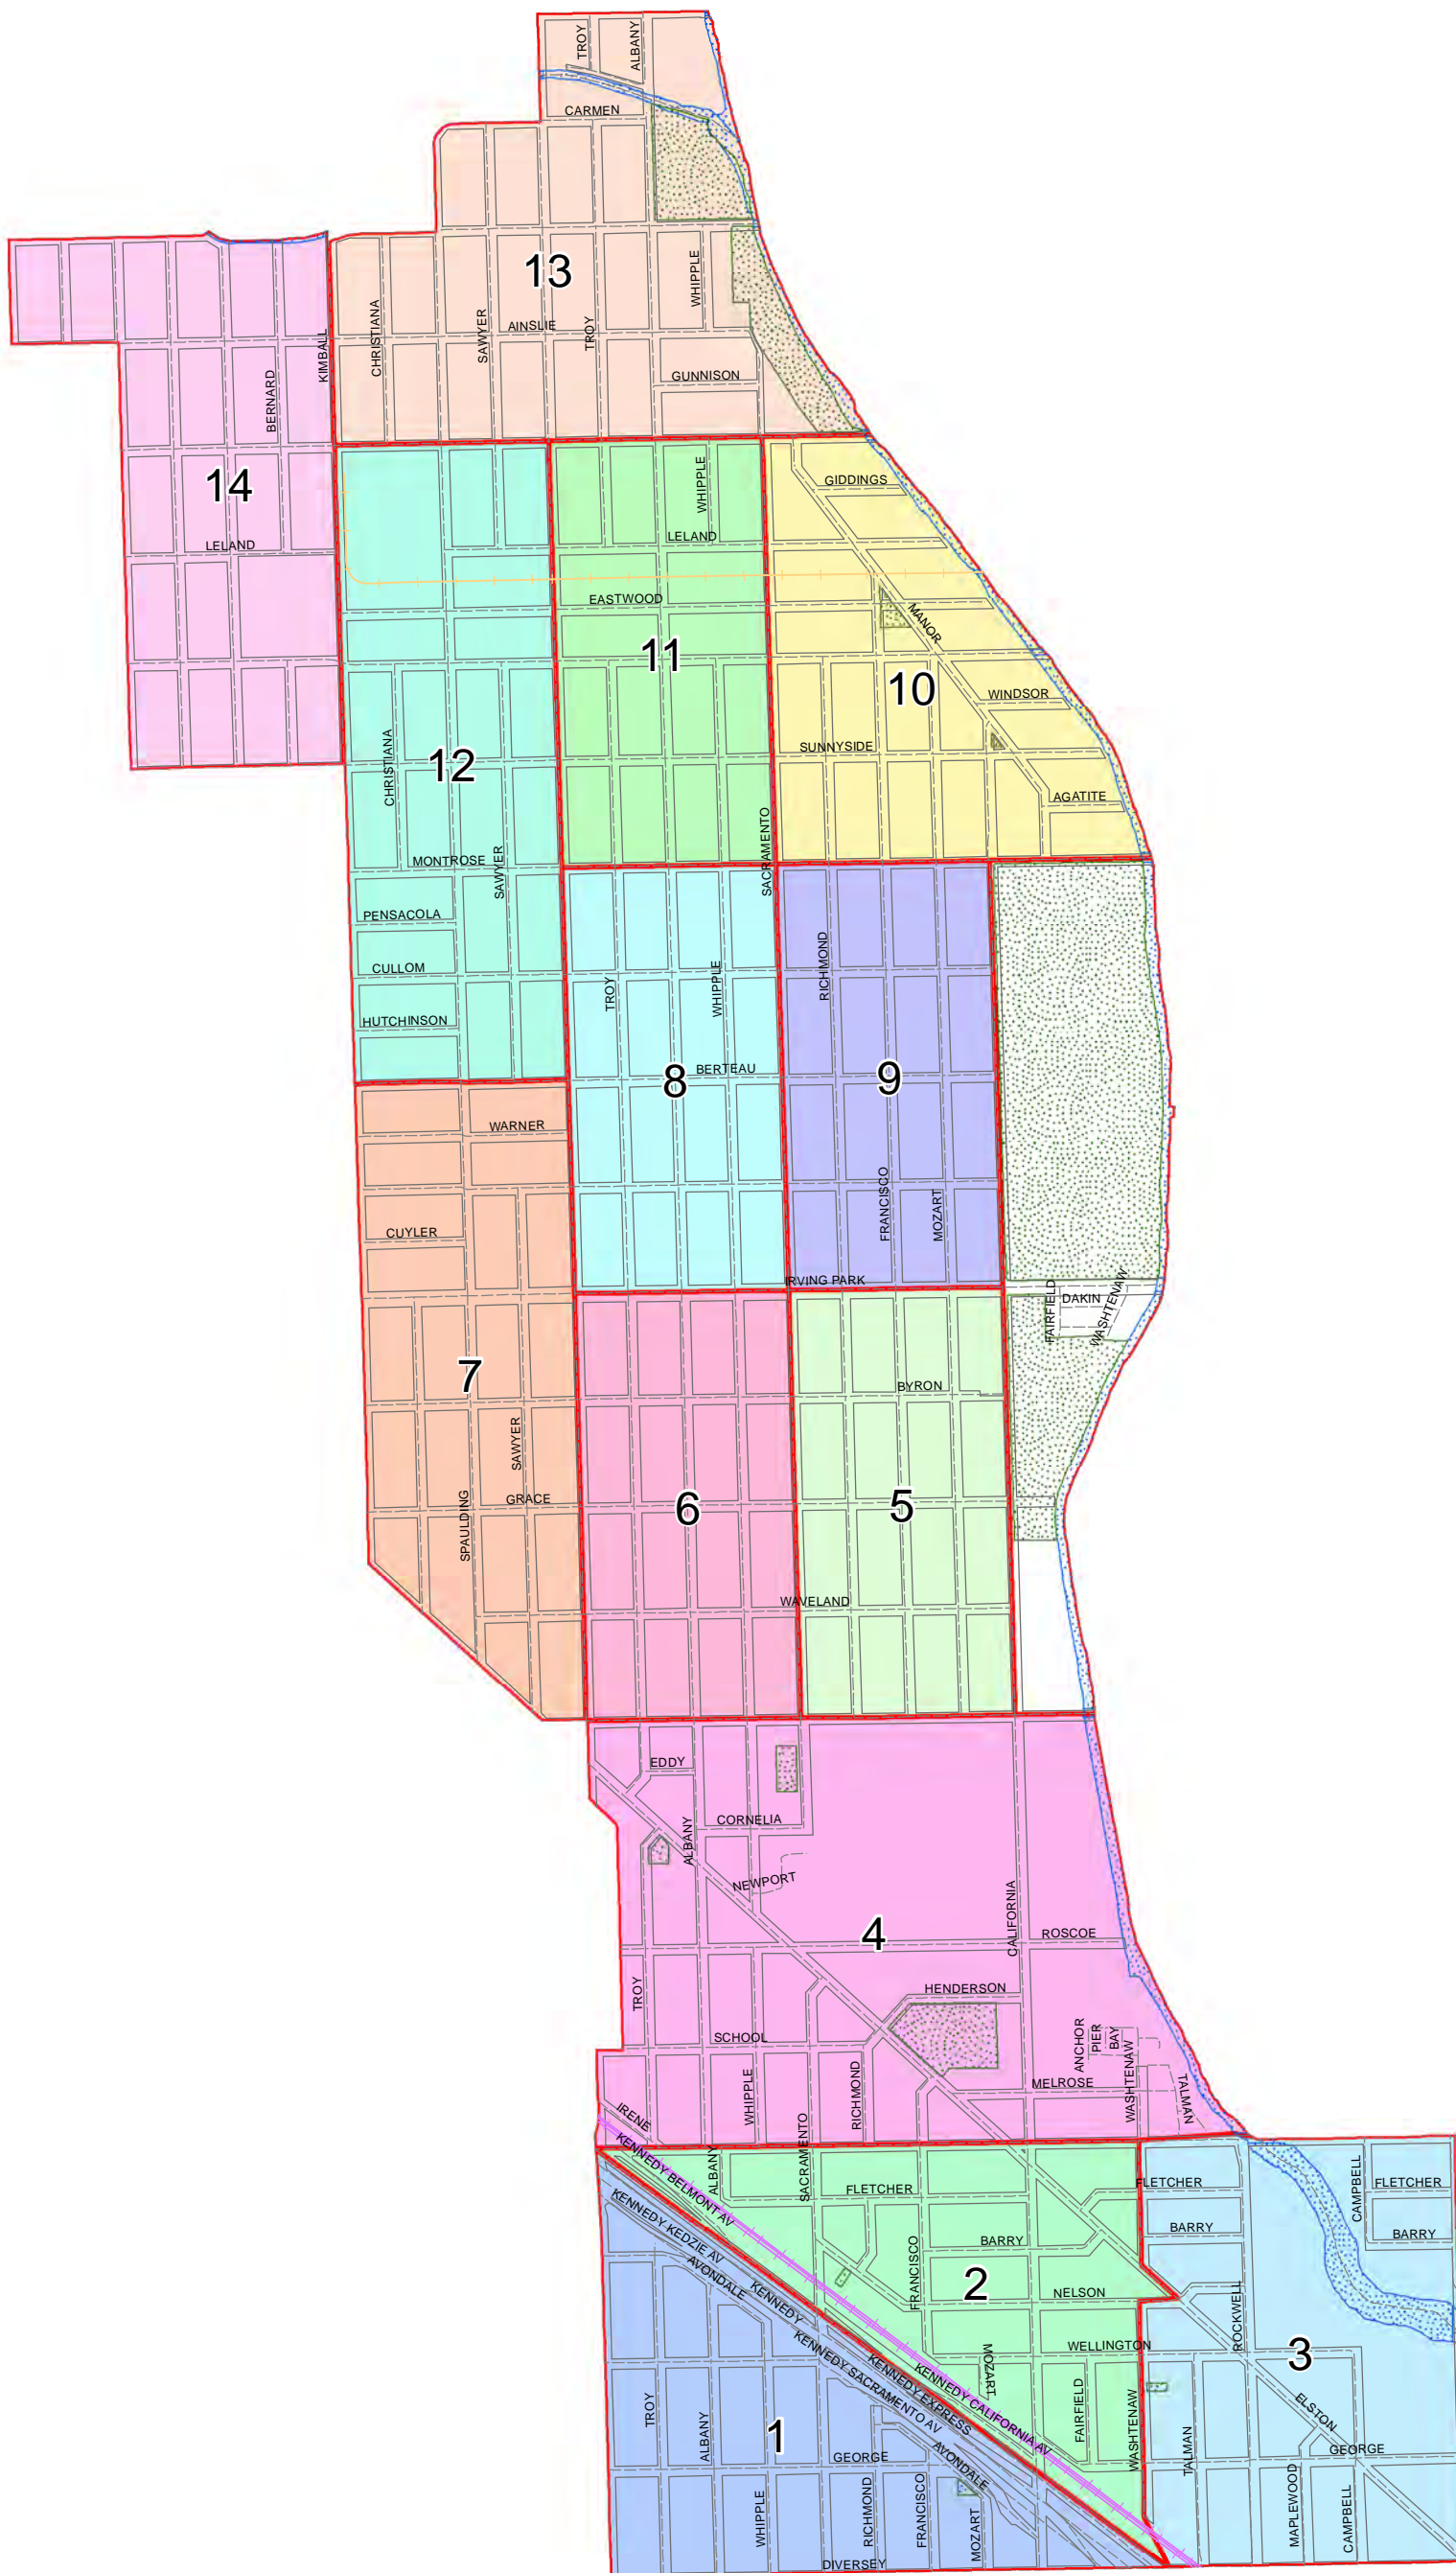 TROY
ALBANY
CARMEN
13
WHIPPLE
CHRISTIANA
SAWYER
AINSLIE
TROY
KIMBALL
BERNARD
GUNNISON
14
WHIPPLE
GIDDINGS
LELAND
LELAND
EASTWOOD
MANOR
11
10
WINDSOR
12
CHRISTIANA
SUNNYSIDE
AGATITE
SACRAMENTO
MONTROSE
SAWYER
PENSACOLA
CULLOM
RICHMOND
TROY
WHIPPLE
HUTCHINSON
8
BERTEAU
9
WARNER
FRANCISCO
MOZART
CUYLER
IRVING PARK
FAIRFIELD
DAKIN
WASHTENAW
7
BYRON
SAWYER
GRACE
SPAULDING
6
5
WAVELAND
EDDY
CORNELIA
ALBANY
NEWPORT
4
CALIFORNIA
ROSCOE
TROY
HENDERSON
SCHOOL
ANCHOR
PIER
BAY
WHIPPLE
RICHMOND
MELROSE
WASHTENAW
TALMAN
IRENE
KENNEDY BELMONT AV
ALBANY
SACRAMENTO
FLETCHER
FLETCHER
CAMPBELL
FLETCHER
KENNEDY KEDZIE AV
AVONDALE
KENNEDY
BARRY
BARRY
BARRY
FRANCISCO
2
NELSON
ROCKWELL
KENNEDY SACRAMENTO AV
KENNEDY EXPRESS
KENNEDY CALIFORNIA AV
MOZART
WELLINGTON
3
TROY
ALBANY
1
GEORGE
AVONDALE
FAIRFIELD
WASHTENAW
TALMAN
ELSTON
GEORGE
WHIPPLE
RICHMOND
FRANCISCO
MOZART
MAPLEWOOD
CAMPBELL
DIVERSEY